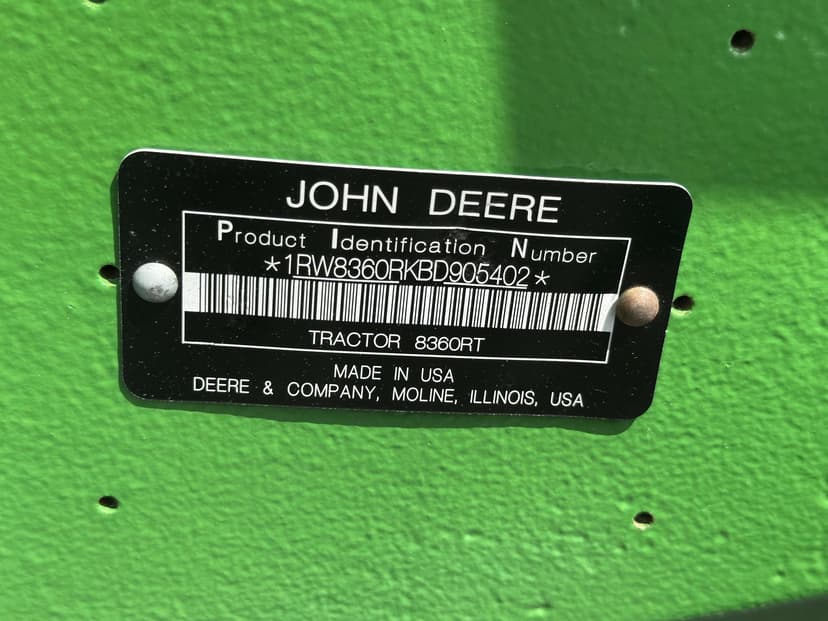 JOHN DEERE
Product Identification Number
*1RW8360RKBD905402*
TRACTOR 8360RT
MADE IN USA
DEERE & COMPANY, MOLINE, ILLINOIS, USA